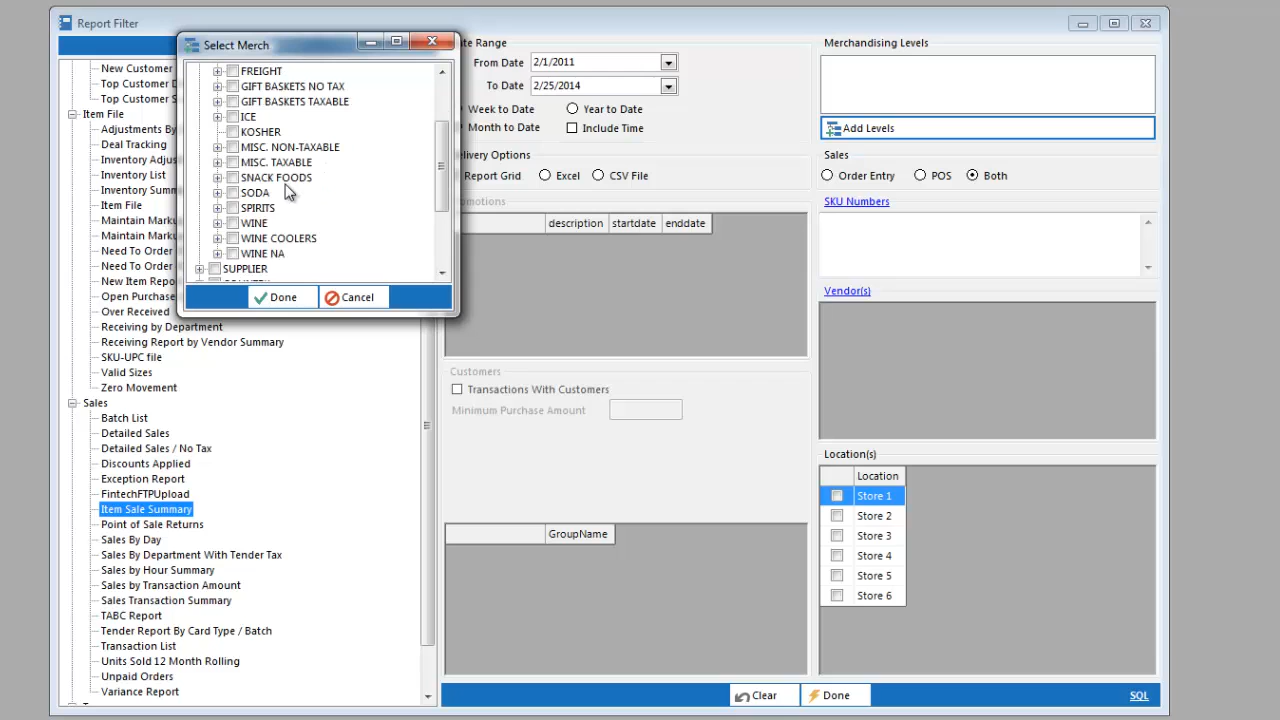 Report Filter
New Customer
Top Customer
Top Customer S
Item File
Adjustments By
Deal Tracking
Inventory Adjus
Inventory List
Inventory Summ
Item File
Maintain Marku
Maintain Mark
Need To Order
Need To Order
New Item Repor
Open Purchase
Over Received
Receiving by Department
Receiving Report by Vendor Summary
SKU-UPC file
Valid Sizes
Zero Movement
Sales
Batch List
Detailed Sales
Detailed Sales / No Tax
Discounts Applied
Exception Report
FintechFTPUpload
Item Sale Summary
Point of Sale Returns
Sales By Day
Sales By Department With Tender Tax
Sales by Hour Summary
Sales by Transaction Amount
Sales Transaction Summary
TABC Report
Tender Report By Card Type / Batch
Transaction List
Units Sold 12 Month Rolling
Unpaid Orders
Variance Report
Select Merch
FREIGHT
GIFT BASKETS NO TAX
GIFT BASKETS TAXABLE
ICE
KOSHER
MISC. NON-TAXABLE
MISC. TAXABLE
SNACK FOODS
SODA
SPIRITS
WINE
WINE COOLERS
WINE NA
SUPPLIER
Done
Cancel
ate Range
From Date 2/1/2011
To Date 2/25/2014
Week to Date Year to Date
Month to Date Include Time
elivery Options
Report Grid Excel CSV File
omotions
description startdate enddate
Customers
Transactions With Customers
Minimum Purchase Amount
GroupName
Merchandising Levels
Add Levels
Sales
Order Entry POS Both
SKU Numbers
Vendor(s)
Location(s)
Location
Store 1
Store 2
Store 3
Store 4
Store 5
Store 6
Clear Done SQL